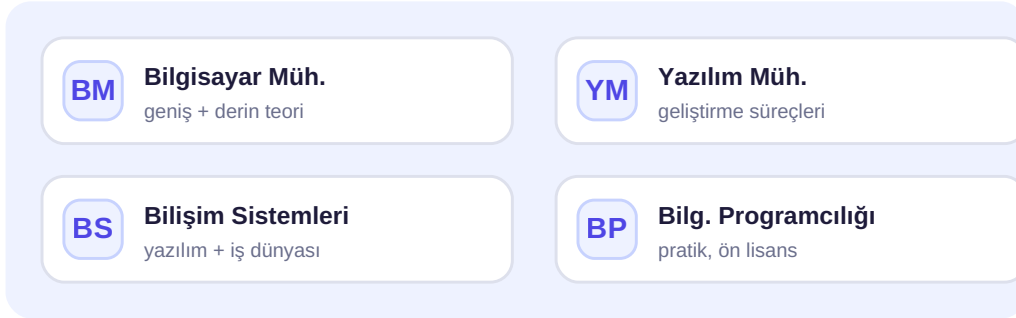 BM
Bilgisayar Müh.
geniş + derin teori
YM
Yazılım Müh.
geliştirme süreçleri
BS
Bilişim Sistemleri
yazılım + iş dünyası
BP
Bilg. Programcılığı
pratik, ön lisans